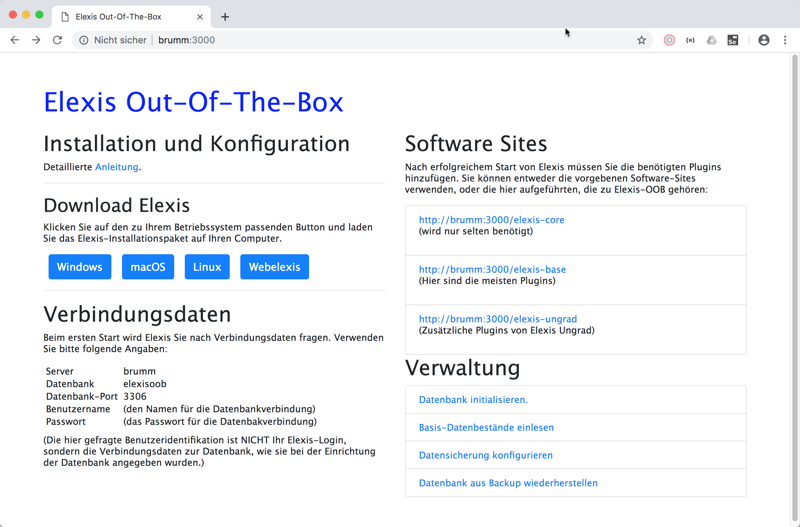 Elexis Out-Of-The-Box
Nicht sicher | brumm:3000
Elexis Out-Of-The-Box
Installation und Konfiguration
Detaillierte Anleitung.
Download Elexis
Klicken Sie auf den zu Ihrem Betriebssystem passenden Button und laden
Sie das Elexis-Installationspaket auf Ihren Computer.
Windows macOS Linux Webelexis
Verbindungsdaten
Beim ersten Start wird Elexis Sie nach Verbindungsdaten fragen. Verwenden
Sie bitte folgende Angaben:
Server brumm
Datenbank elexisoob
Datenbank-Port 3306
Benutzername (den Namen für die Datenbankverbindung)
Passwort (das Passwort für die Datenbakverbindung)
(Die hier gefragte Benutzeridentifikation ist NICHT Ihr Elexis-Login,
sondern die Verbindungsdaten zur Datenbank, wie sie bei der Einrichtung
der Datenbank angegeben wurden.)
Software Sites
Nach erfolgreichem Start von Elexis müssen Sie die benötigten Plugins
hinzufügen. Sie können entweder die vorgebenen Software-Sites
verwenden, oder die hier aufgeführten, die zu Elexis-OOB gehören:
http://brumm:3000/elexis-core
(wird nur selten benötigt)
http://brumm:3000/elexis-base
(Hier sind die meisten Plugins)
http://brumm:3000/elexis-ungrad
(Zusätzliche Plugins von Elexis Ungrad)
Verwaltung
Datenbank initialisieren.
Basis-Datenbestände einlesen
Datensicherung konfigurieren
Datenbank aus Backup wiederherstellen